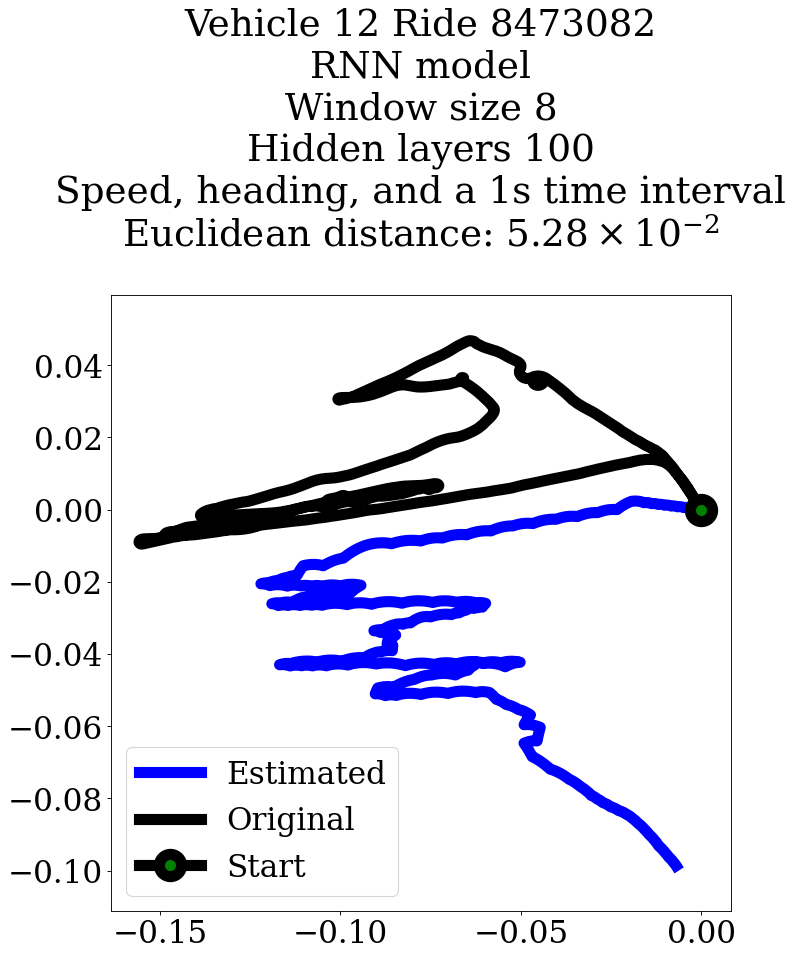 Vehicle 12 Ride 8473082
RNN model
Window size 8
Hidden layers 100
Speed, heading, and a 1s time interval
Euclidean distance: 5.28 × 10⁻²
0.04
0.02
0.00
−0.02
−0.04
−0.06
−0.08
−0.10
Estimated
Original
Start
−0.15
−0.10
−0.05
0.00